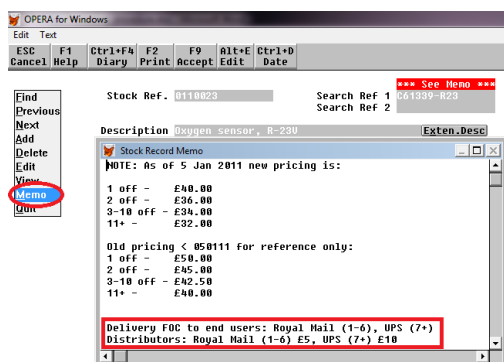 OPERA for Windows
Edit Text
ESC F1 Ctrl+F4 F2 F9 Alt+E Ctrl+D
Cancel Help Diary Print Accept Edit Date
*** See Memo ***
Find
Previous
Next
Add
Delete
Edit
View
Memo
Quit
Stock Ref. 0110023
Search Ref 1 C61339-R23
Search Ref 2
Description Oxygen sensor, R-23V
Exten.Desc
Stock Record Memo
NOTE: As of 5 Jan 2011 new pricing is:
1 off - £40.00
2 off - £36.00
3-10 off - £34.00
11+ - £32.00
Old pricing < 050111 for reference only:
1 off - £50.00
2 off - £45.00
3-10 off - £42.50
11+ - £40.00
Delivery FOC to end users: Royal Mail (1-6), UPS (7+)
Distributors: Royal Mail (1-6) £5, UPS (7+) £10